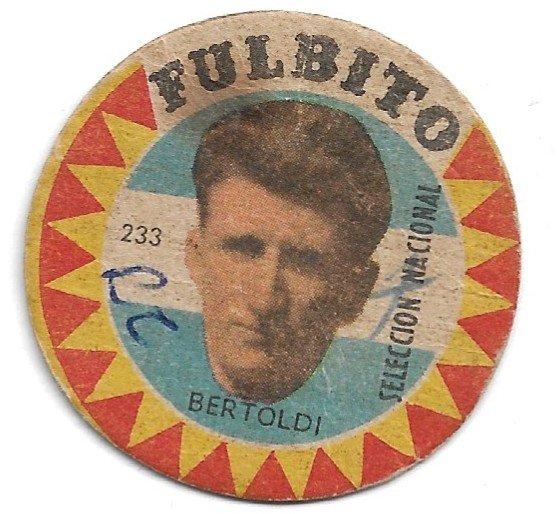 FULBITO
233
SELECCION NACIONAL
BERTOLDI